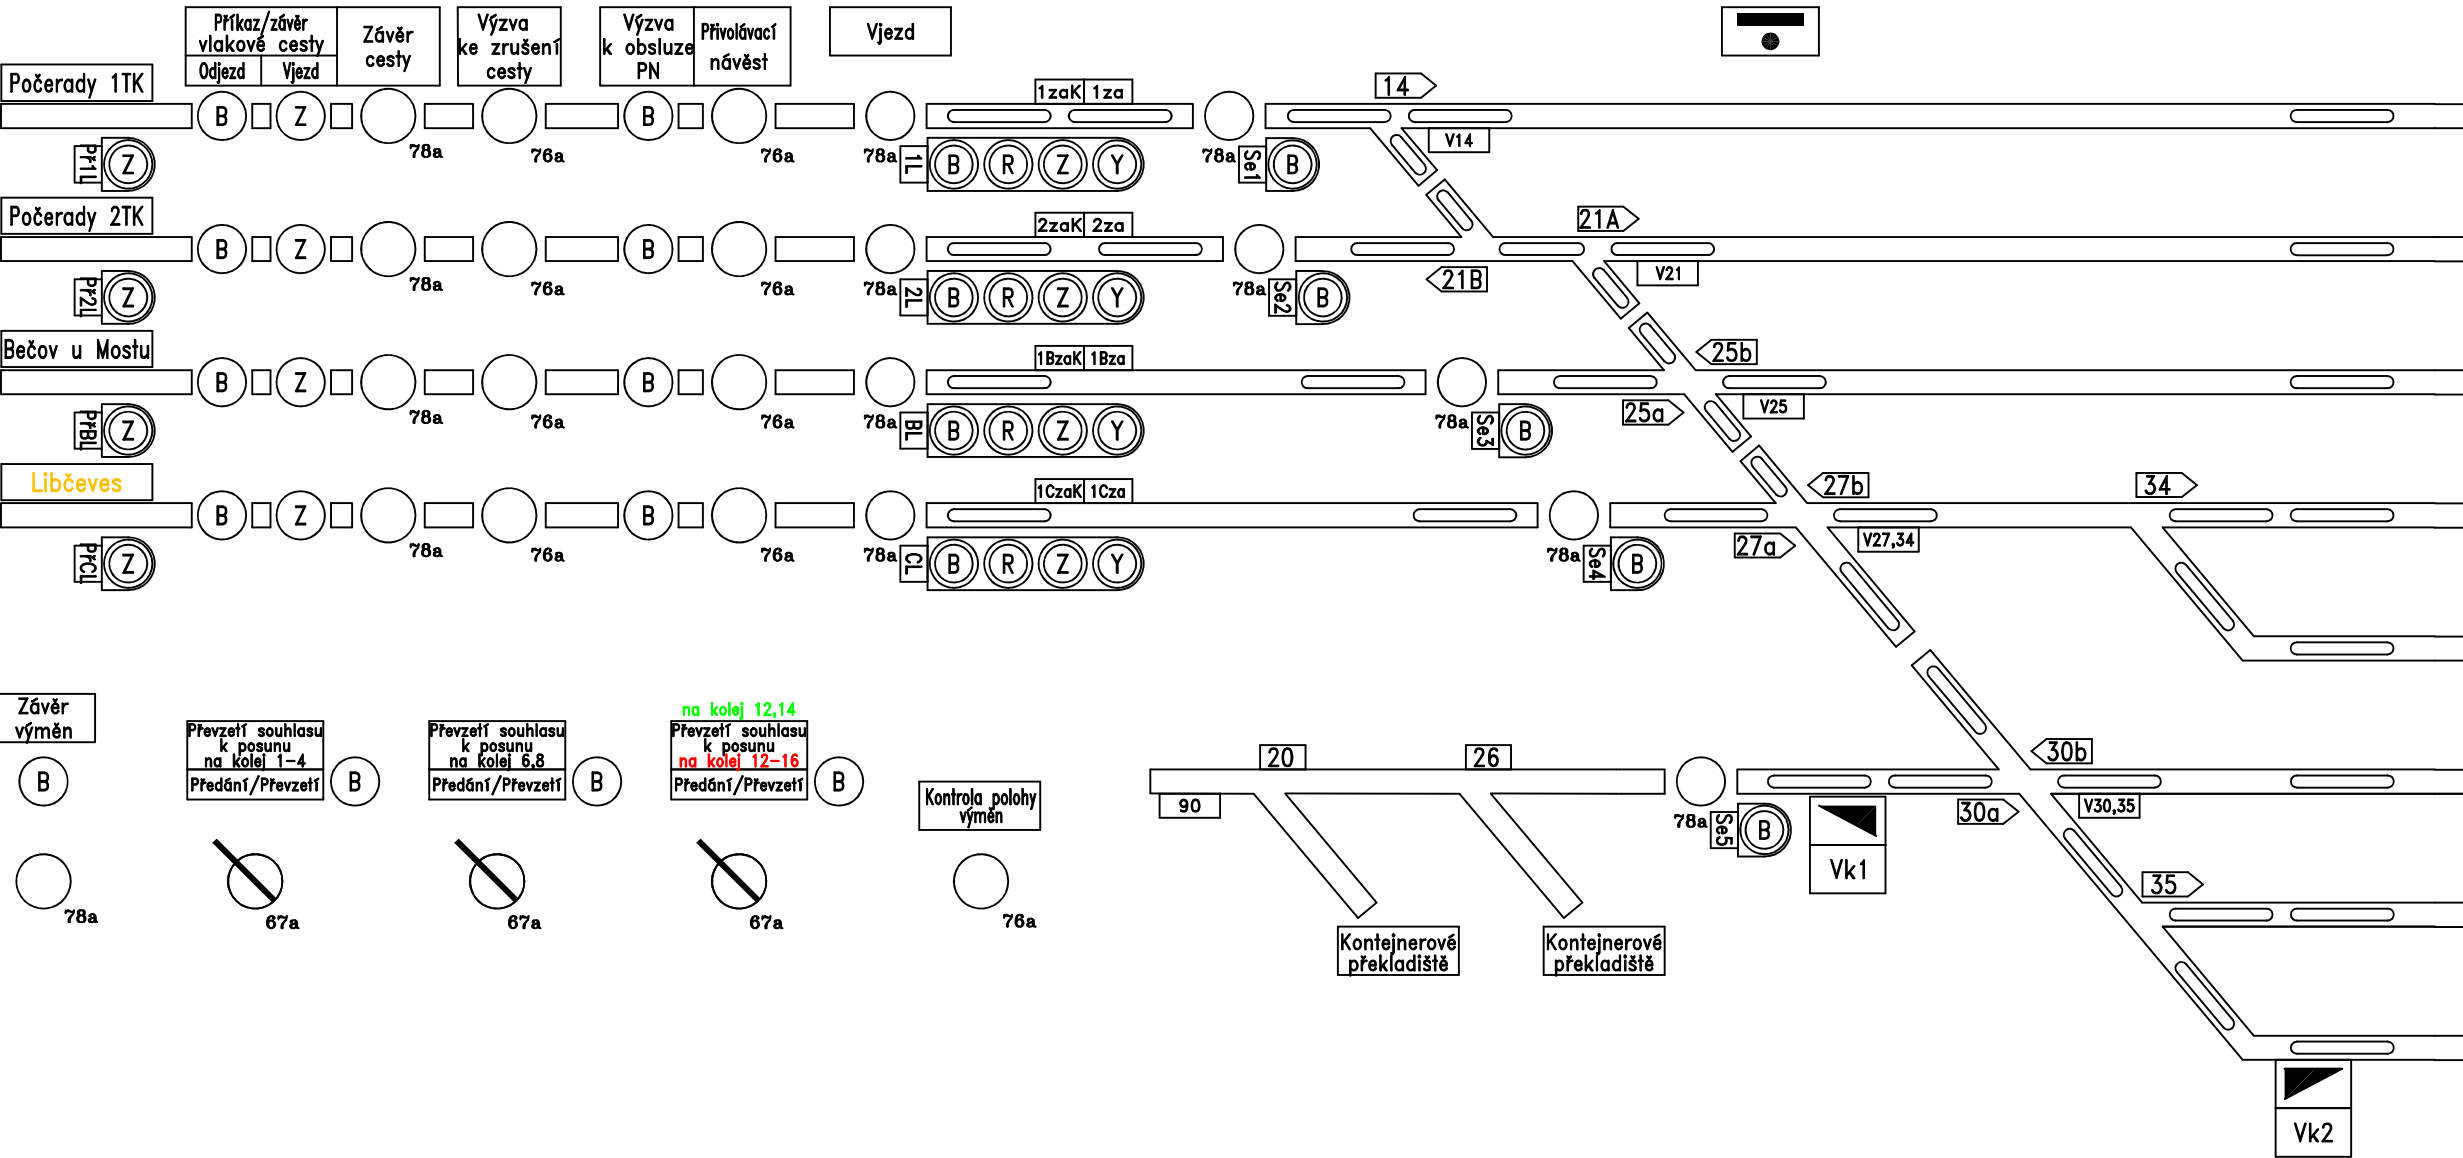 Příkaz/závěr
vlakové cesty
Odjezd Vjezd
Závěr
cesty
Výzva
ke zrušení
cesty
Výzva
k obsluze
PN
Přivolávací
návěst
Vjezd
Počerady 1TK
B Z B
78a 76a 76a 78a
1zaK 1za
14
V14
Př1L Z
1L B R Z Y
78a Se1 B
Počerady 2TK
B Z B
78a 76a 76a 78a
2zaK 2za
21A
V21
21B
Př2L Z
2L B R Z Y
78a Se2 B
Bečov u Mostu
B Z B
78a 76a 76a 78a
1BzaK 1Bza
25b
25a
V25
PřBL Z
BL B R Z Y
78a Se3 B
Libčeves
B Z B
78a 76a 76a 78a
1CzaK 1Cza
27b
34
27a
V27,34
PřCL Z
CL B R Z Y
78a Se4 B
Závěr
výměn
B
78a
Převzetí souhlasu
k posunu
na kolej 1-4
Předání/Převzetí
B
67a
Převzetí souhlasu
k posunu
na kolej 6,8
Předání/Převzetí
B
67a
na kolej 12,14
Převzetí souhlasu
k posunu
na kolej 12-16
Předání/Převzetí
B
67a
Kontrola polohy
výměn
76a
20
26
90
Kontejnerové
překladiště
Kontejnerové
překladiště
78a Se5 B
Vk1
30b
30a
V30,35
35
Vk2